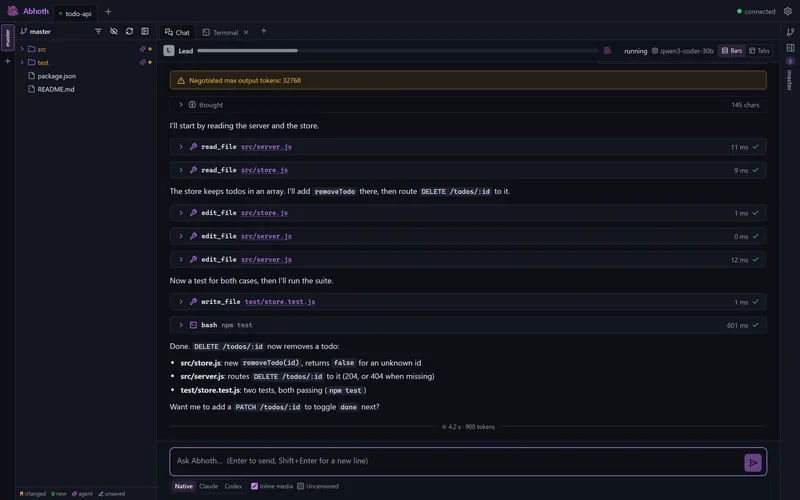 Abhoth
todo-api
connected
master
master
Chat
Terminal
src
test
package.json
README.md
L Lead
running
qwen3-coder-30b
Bars
Tabs
master
Negotiated max output tokens: 32768
thought
145 chars
I'll start by reading the server and the store.
read_file src/server.js
11 ms
read_file src/store.js
9 ms
The store keeps todos in an array. I'll add removeTodo there, then route DELETE /todos/:id to it.
edit_file src/store.js
1 ms
edit_file src/server.js
0 ms
edit_file src/server.js
12 ms
Now a test for both cases, then I'll run the suite.
write_file test/store.test.js
1 ms
bash npm test
601 ms
Done. DELETE /todos/:id now removes a todo:
• src/store.js: new removeTodo(id), returns false for an unknown id
• src/server.js: routes DELETE /todos/:id to it (204, or 404 when missing)
• test/store.test.js: two tests, both passing (npm test)
Want me to add a PATCH /todos/:id to toggle done next?
4.2 s · 900 tokens
Ask Abhoth... (Enter to send, Shift+Enter for a new line)
Native
Claude
Codex
Inline media
Uncensored
changed
new
agent
unsaved